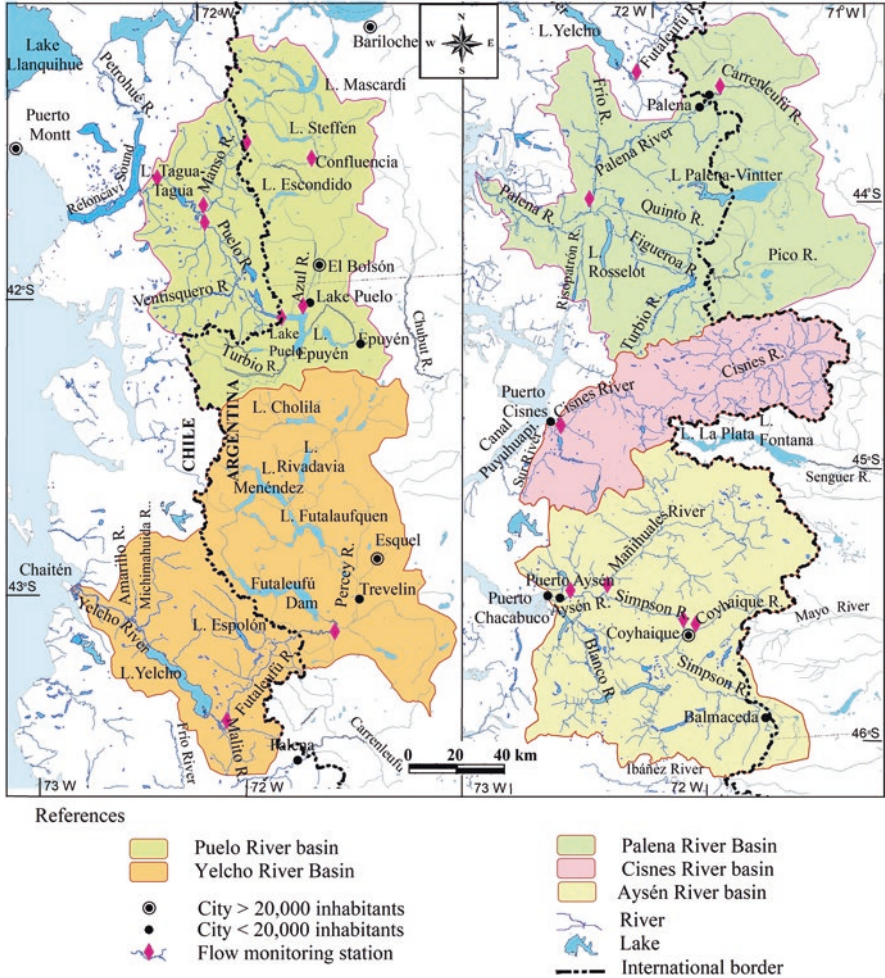 72°
N
W E
S
Bariloche
Lake
Llanquihue
Petrohué R.
L. Mascardi
Puerto
Montt
L. Steffen
Manso R.
Confluencia
L. Tagua-
Tagua
Reloncaví Sound
L. Escondido
Puelo R.
El Bolsón
Azul R.
42°S
Ventisquero R.
Lake Puelo
Lake
Puelo
L.
Epuyén
Epuyén
Chubut R.
Turbio R.
CHILE
ARGENTINA
L. Cholila
L.
Rivadavia
L.
Menéndez
L. Futalaufquen
Esquel
Percey R.
Amarillo R.
Michimahuida R..
Chaitén
43°S
Futaleufú
Dam
Trevelin
Yelcho River
L. Espolón
L.Yelcho
Futaleufú R.
Malito R.
Frío River
Palena
Carrenleufú
0 20 40 km
73 W
72 W
72 W
71°W
L.Yelcho
Futaleufú R.
Carrenleufú R.
Frío R.
Palena
Palena River
L Palena-Vintter
44°S
Palena R.
Quinto R.
Figueroa R.
L.
Rosselot
Pico R.
Risopatrón R.
Turbio R.
Cisnes R.
Puerto
Cisnes
Cisnes River
Canal
Puyuhuapi
Sur River
L. La Plata
L.
Fontana
45°S
Senguer R.
Mañihuales River
Puerto Aysén
Puerto
Chacabuco
Aysén R.
Simpson R.
Coyhaique R.
Mayo River
Coyhaique
Blanco R.
Simpson R.
Balmaceda
46°S
Ibáñez River
73 W
72 W
References
Puelo River basin
Yelcho River Basin
City > 20,000 inhabitants
City < 20,000 inhabitants
Flow monitoring station
Palena River Basin
Cisnes River basin
Aysén River basin
River
Lake
International border